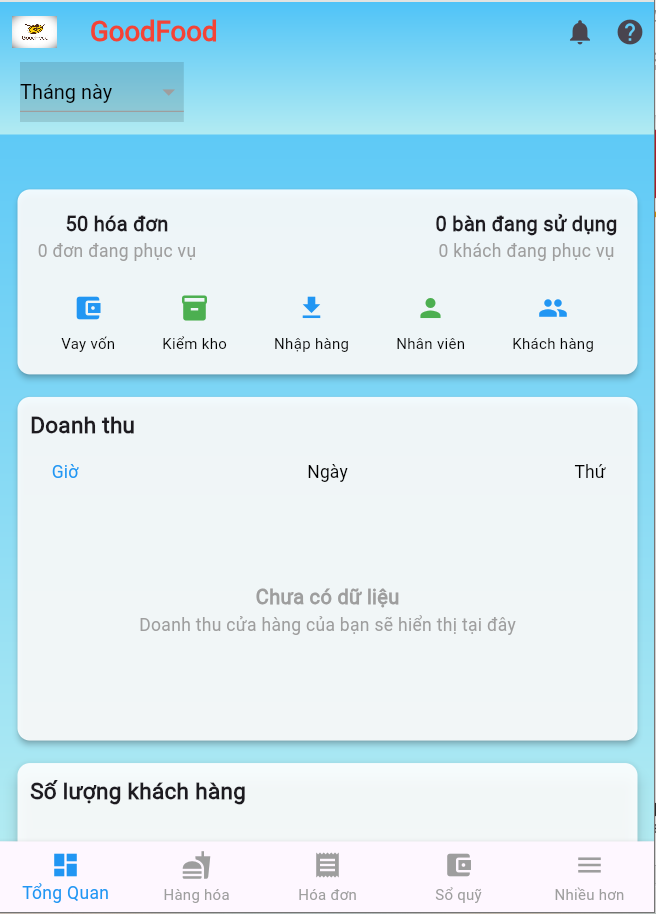 GoodFood
Tháng này
50 hóa đơn
0 đơn đang phục vụ
0 bàn đang sử dụng
0 khách đang phục vụ
Vay vốn
Kiểm kho
Nhập hàng
Nhân viên
Khách hàng
Doanh thu
Giờ
Ngày
Thứ
Chưa có dữ liệu
Doanh thu cửa hàng của bạn sẽ hiển thị tại đây
Số lượng khách hàng
Tổng Quan
Hàng hóa
Hóa đơn
Sổ quỹ
Nhiều hơn